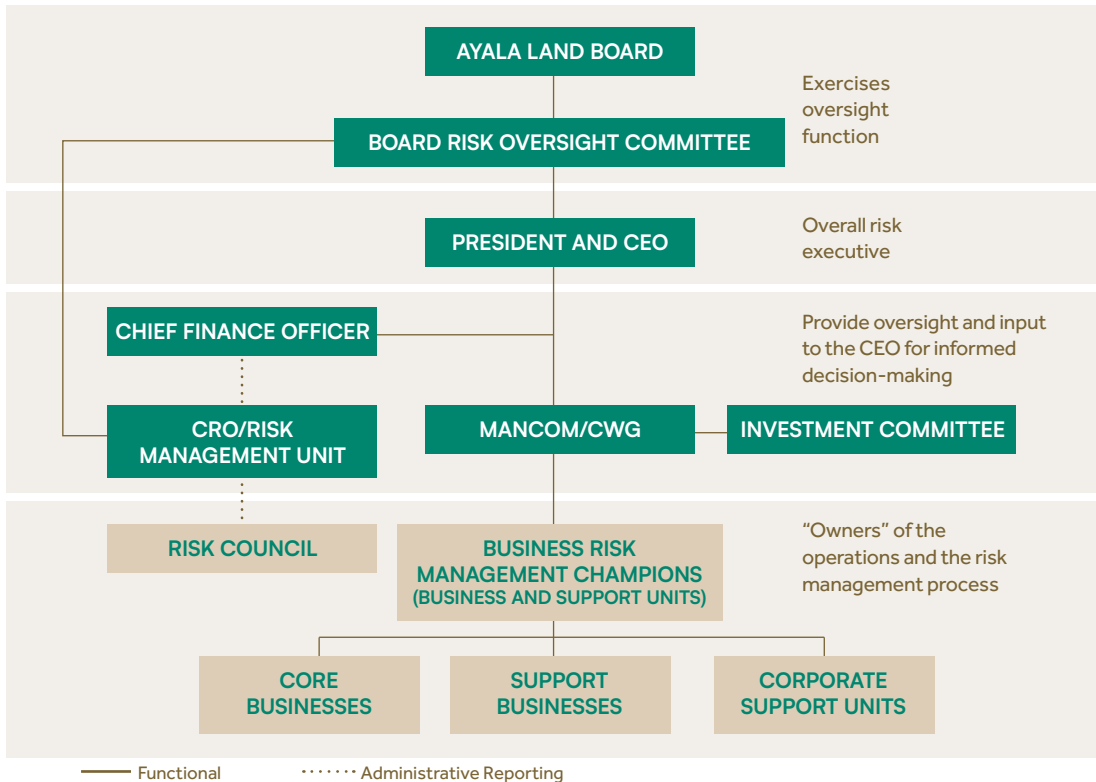 AYALA LAND BOARD
Exercises
oversight
function
BOARD RISK OVERSIGHT COMMITTEE
PRESIDENT AND CEO
Overall risk
executive
CHIEF FINANCE OFFICER
Provide oversight and input
to the CEO for informed
decision-making
CRO/RISK
MANAGEMENT UNIT
MANCOM/CWG
INVESTMENT COMMITTEE
RISK COUNCIL
BUSINESS RISK
MANAGEMENT CHAMPIONS
(BUSINESS AND SUPPORT UNITS)
“Owners” of the
operations and the risk
management process
CORE
BUSINESSES
SUPPORT
BUSINESSES
CORPORATE
SUPPORT UNITS
Functional
Administrative Reporting